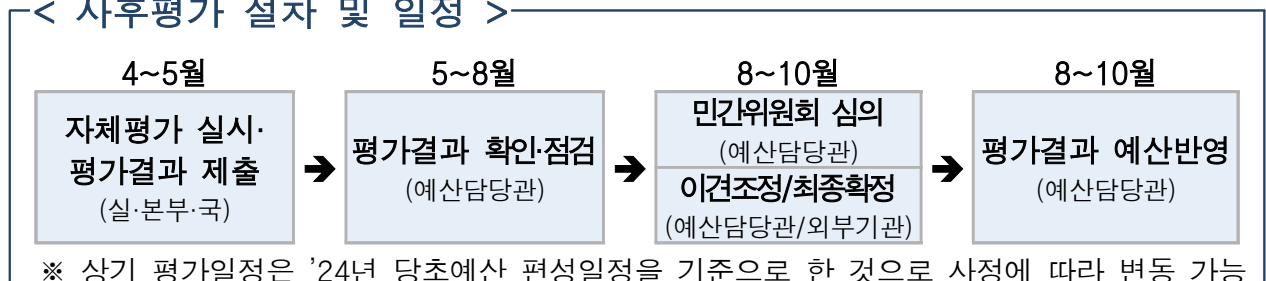 < 사후평가 절차 및 일정 >
4~5월
자체평가 실시·
평가결과 제출
(실·본부·국)
5~8월
평가결과 확인·점검
(예산담당관)
8~10월
민간위원회 심의
(예산담당관)
이견조정/최종확정
(예산담당관/외부기관)
8~10월
평가결과 예산반영
(예산담당관)
※ 상기 평가일정은 ’24년 당초예산 편성일정을 기준으로 한 것으로 사정에 따라 변동 가능